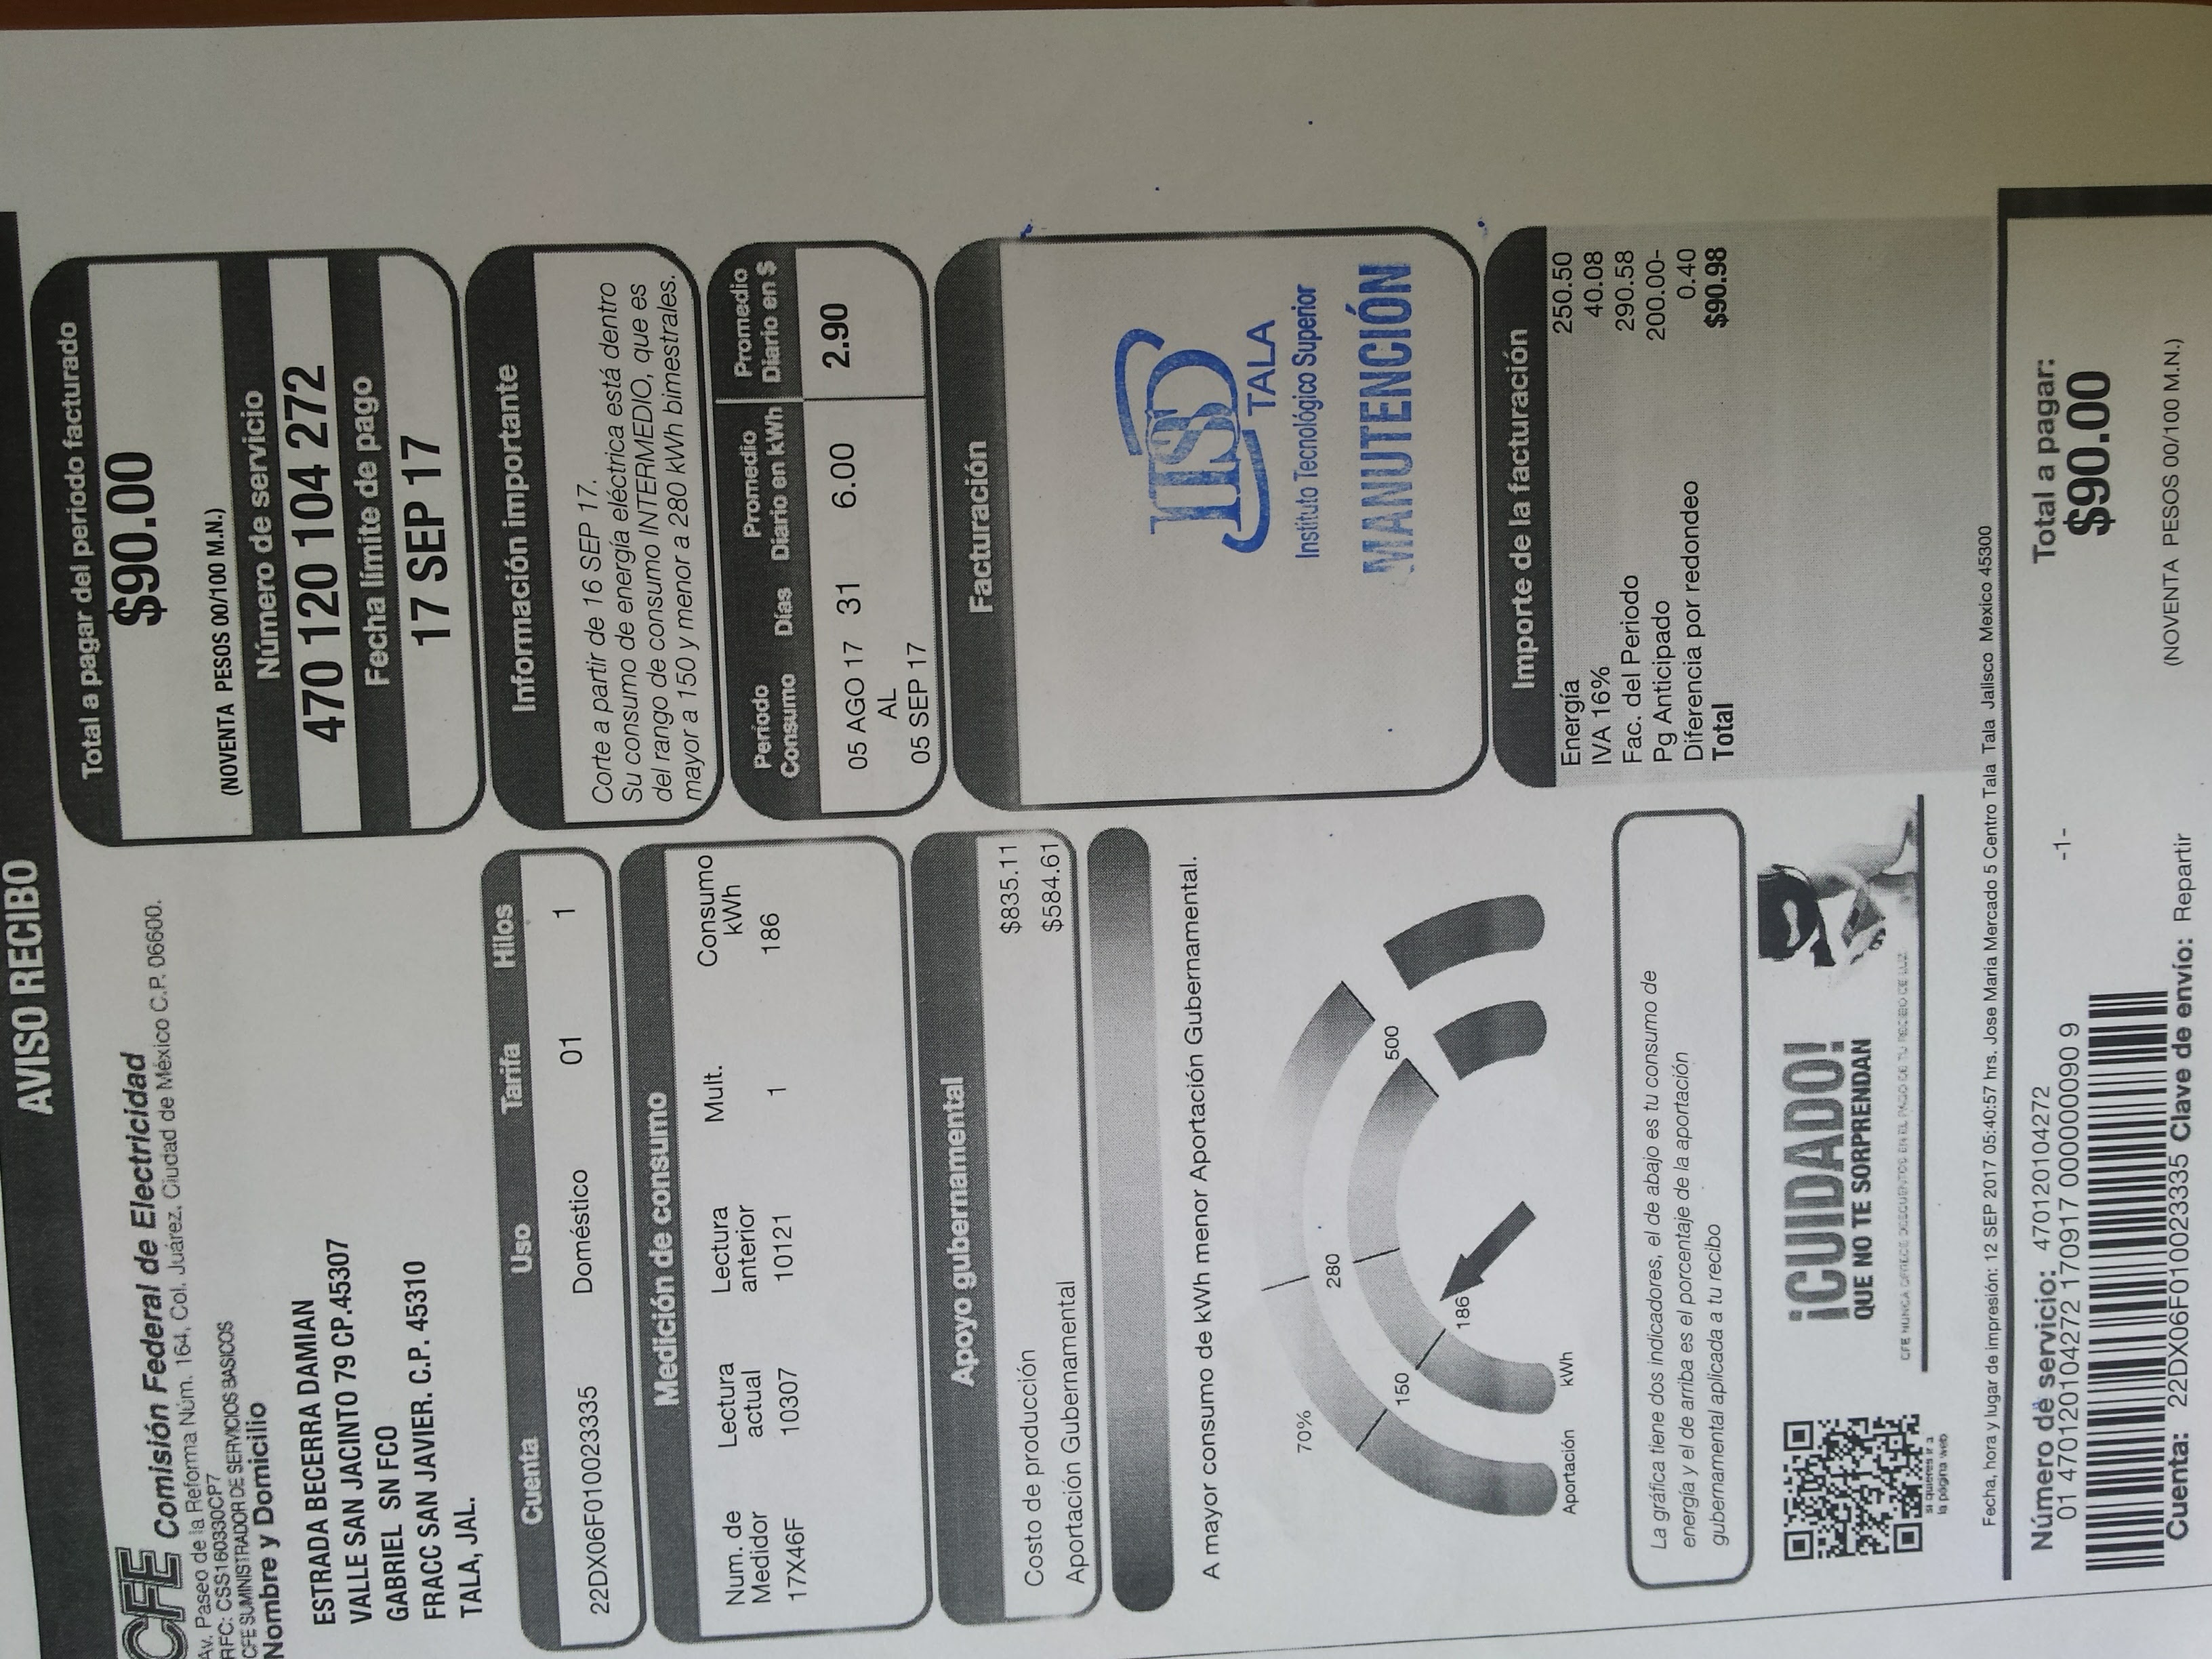 AVISO RECIBO
CFE Comisión Federal de Electricidad
Av. Paseo de la Reforma Núm. 164, Col. Juárez, Ciudad de México C.P. 06600.
RFC: CSS160330CP7
CFE SUMINISTRADOR DE SERVICIOS BASICOS
Nombre y Domicilio
ESTRADA BECERRA DAMIAN
VALLE SAN JACINTO 79 CP.45307
GABRIEL SN FCO
FRACC SAN JAVIER. C.P. 45310
TALA, JAL.
Total a pagar del periodo facturado
$90.00
(NOVENTA PESOS 00/100 M.N.)
Número de servicio
470 120 104 272
Fecha límite de pago
17 SEP 17
Cuenta Uso Tarifa Hilos
22DX06F010023335 Doméstico 01 1
Medición de consumo
Num. de Medidor Lectura actual Lectura anterior Mult. Consumo kWh
17X46F 10307 10121 1 186
Información importante
Corte a partir de 16 SEP 17.
Su consumo de energía eléctrica está dentro
del rango de consumo INTERMEDIO, que es
mayor a 150 y menor a 280 kWh bimestrales.
Período Consumo Días Promedio Diario en kWh Promedio Diario en $
05 AGO 17 31 6.00 2.90
AL
05 SEP 17
Apoyo gubernamental
Costo de producción $835.11
Aportación Gubernamental $584.61
A mayor consumo de kWh menor Aportación Gubernamental.
70%
150
280
186
500
Aportación
kWh
La gráfica tiene dos indicadores, el de abajo es tu consumo de
energía y el de arriba es el porcentaje de la aportación
gubernamental aplicada a tu recibo
Facturación
ITS
TALA
Instituto Tecnológico Superior
MANUTENCIÓN
Importe de la facturación
Energía 250.50
IVA 16% 40.08
Fac. del Periodo 290.58
Pg Anticipado 200.00-
Diferencia por redondeo 0.40
Total $90.98
si quieres ir a
la página web
¡CUIDADO!
QUE NO TE SORPRENDAN
CFE NUNCA OFRECE DESCUENTOS EN EL PAGO DE TU RECIBO DE LUZ.
Fecha, hora y lugar de impresión: 12 SEP 2017 05:40:57 hrs. Jose Maria Mercado 5 Centro Tala Tala Jalisco Mexico 45300
Número de servicio: 470120104272
01 470120104272 170917 000000090 9
-1-
Total a pagar:
$90.00
Cuenta: 22DX06F010023335 Clave de envío: Repartir
(NOVENTA PESOS 00/100 M.N.)